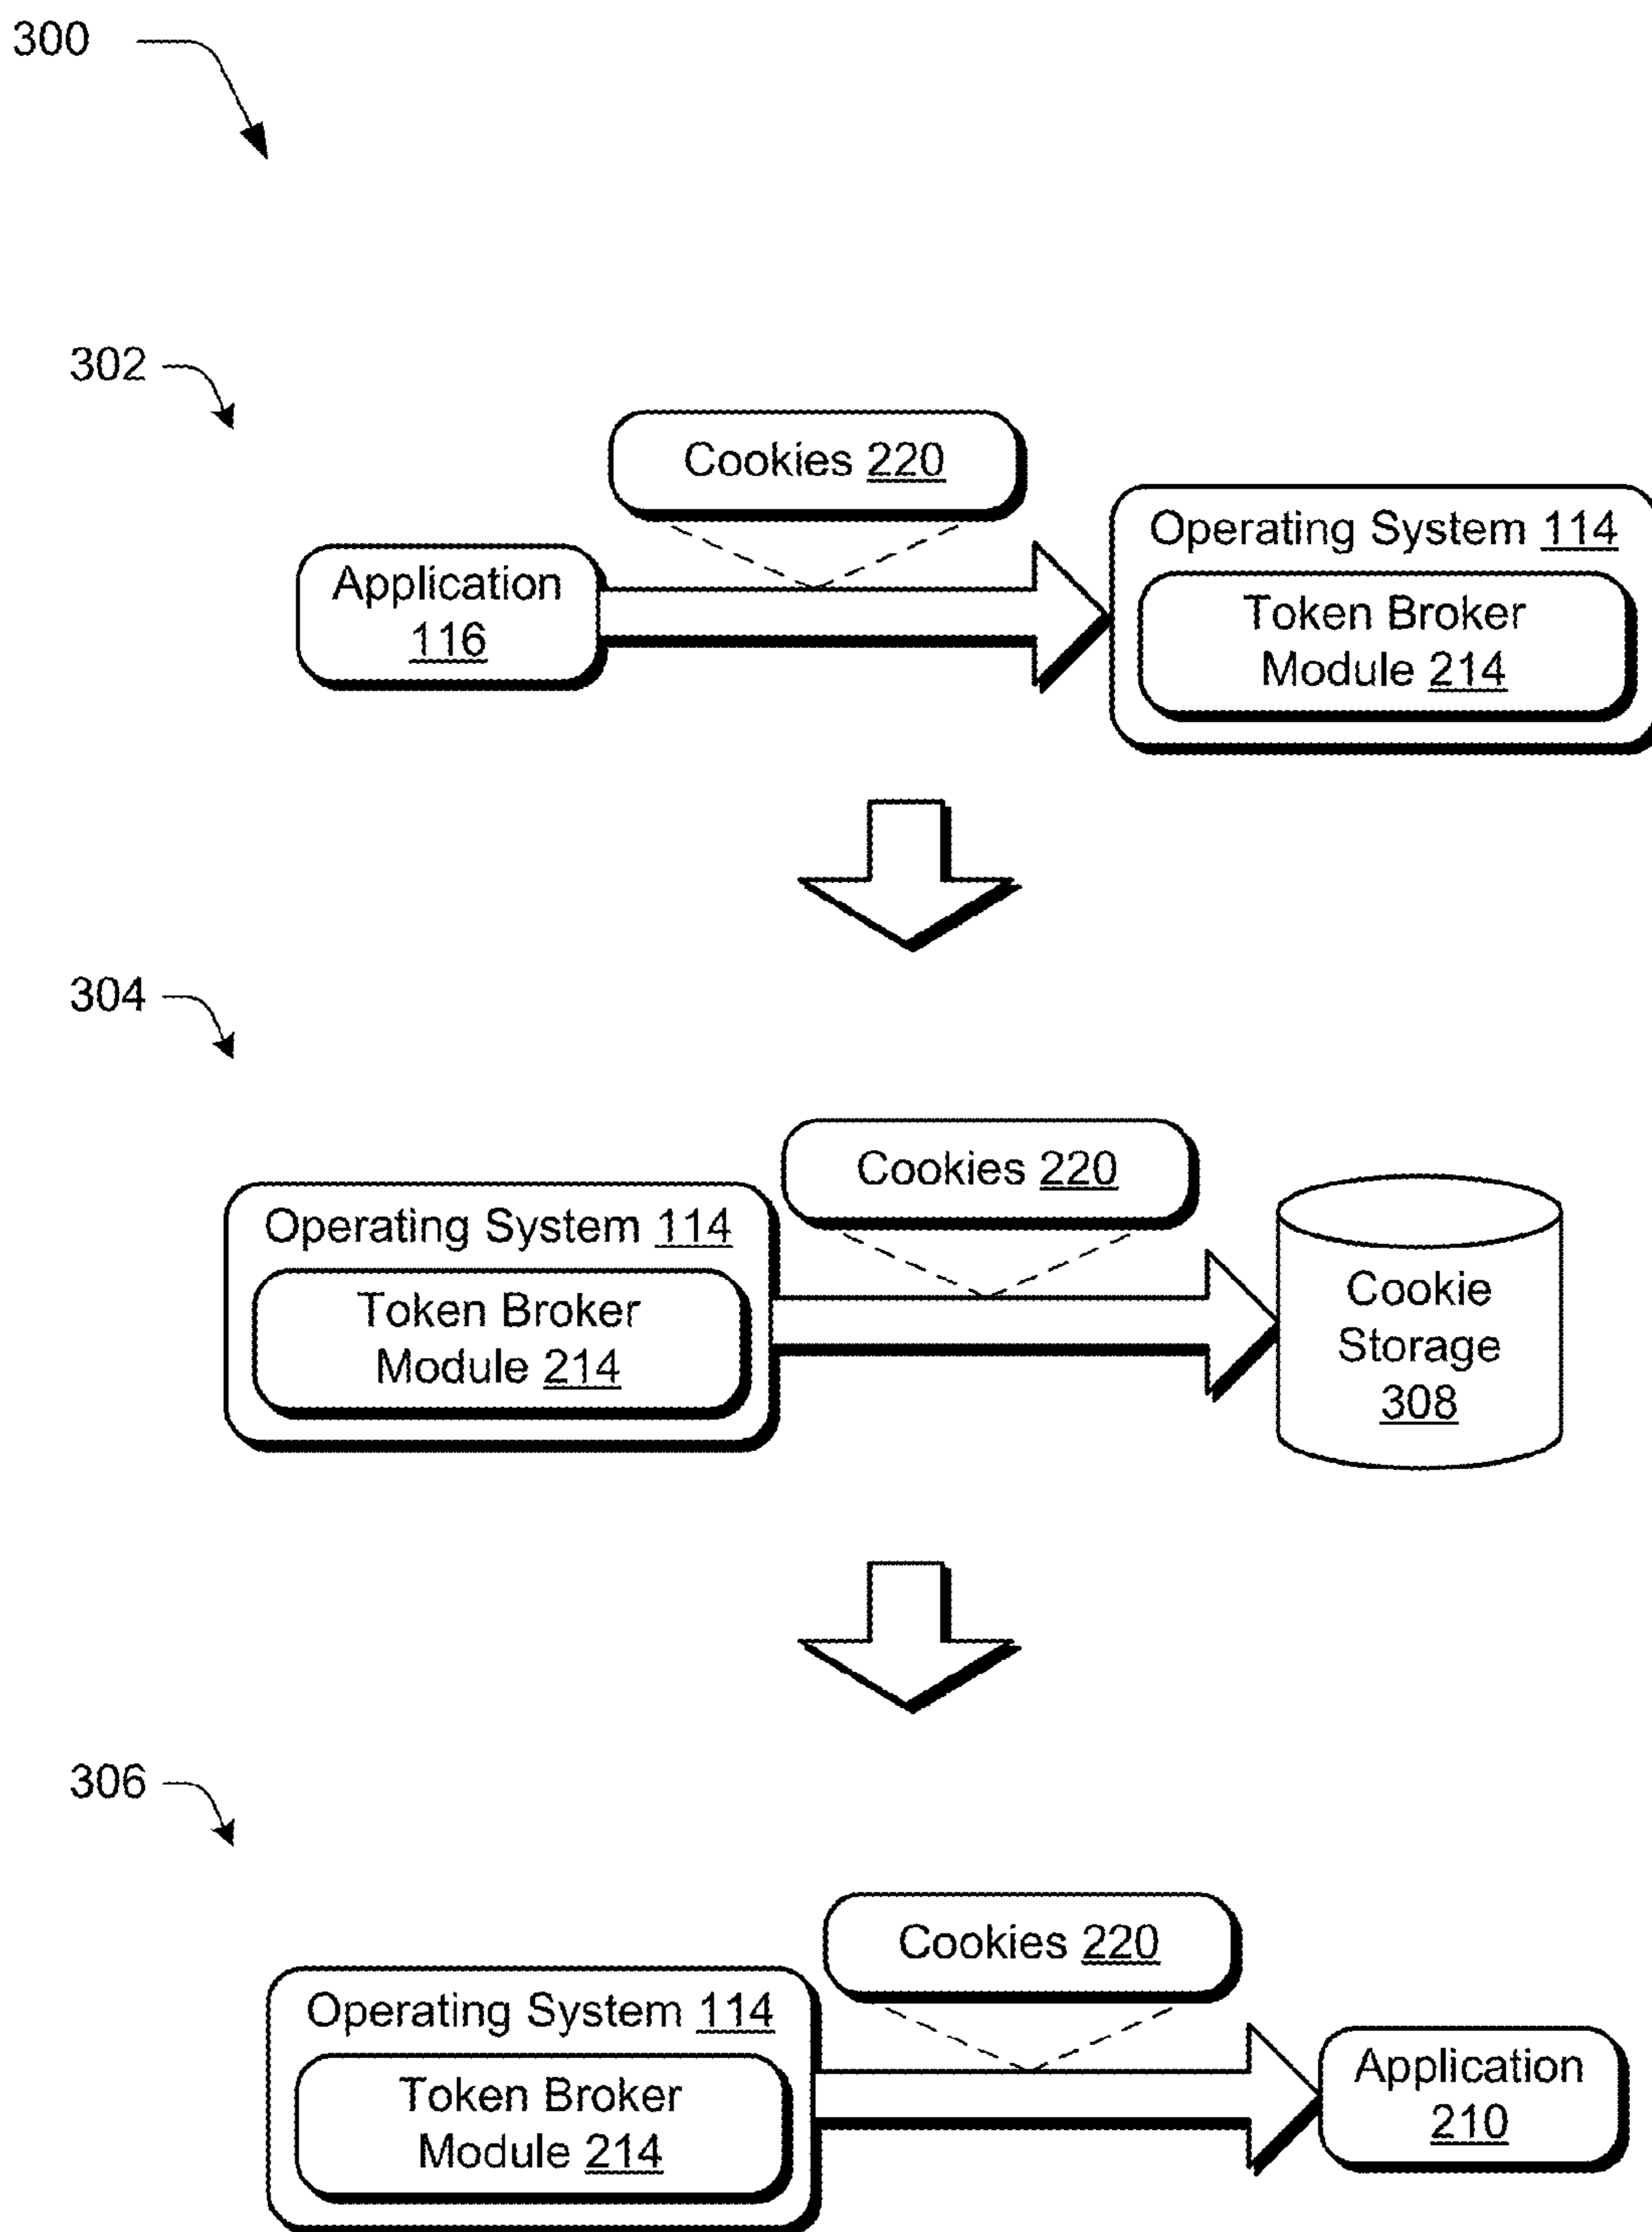 300
302
Cookies 220
Operating System 114
Application
116
Token Broker
Module 214
304
Cookies 220
Operating System 114
Token Broker
Module 214
Cookie
Storage
308
306
Cookies 220
Operating System 114
Token Broker
Module 214
Application
210